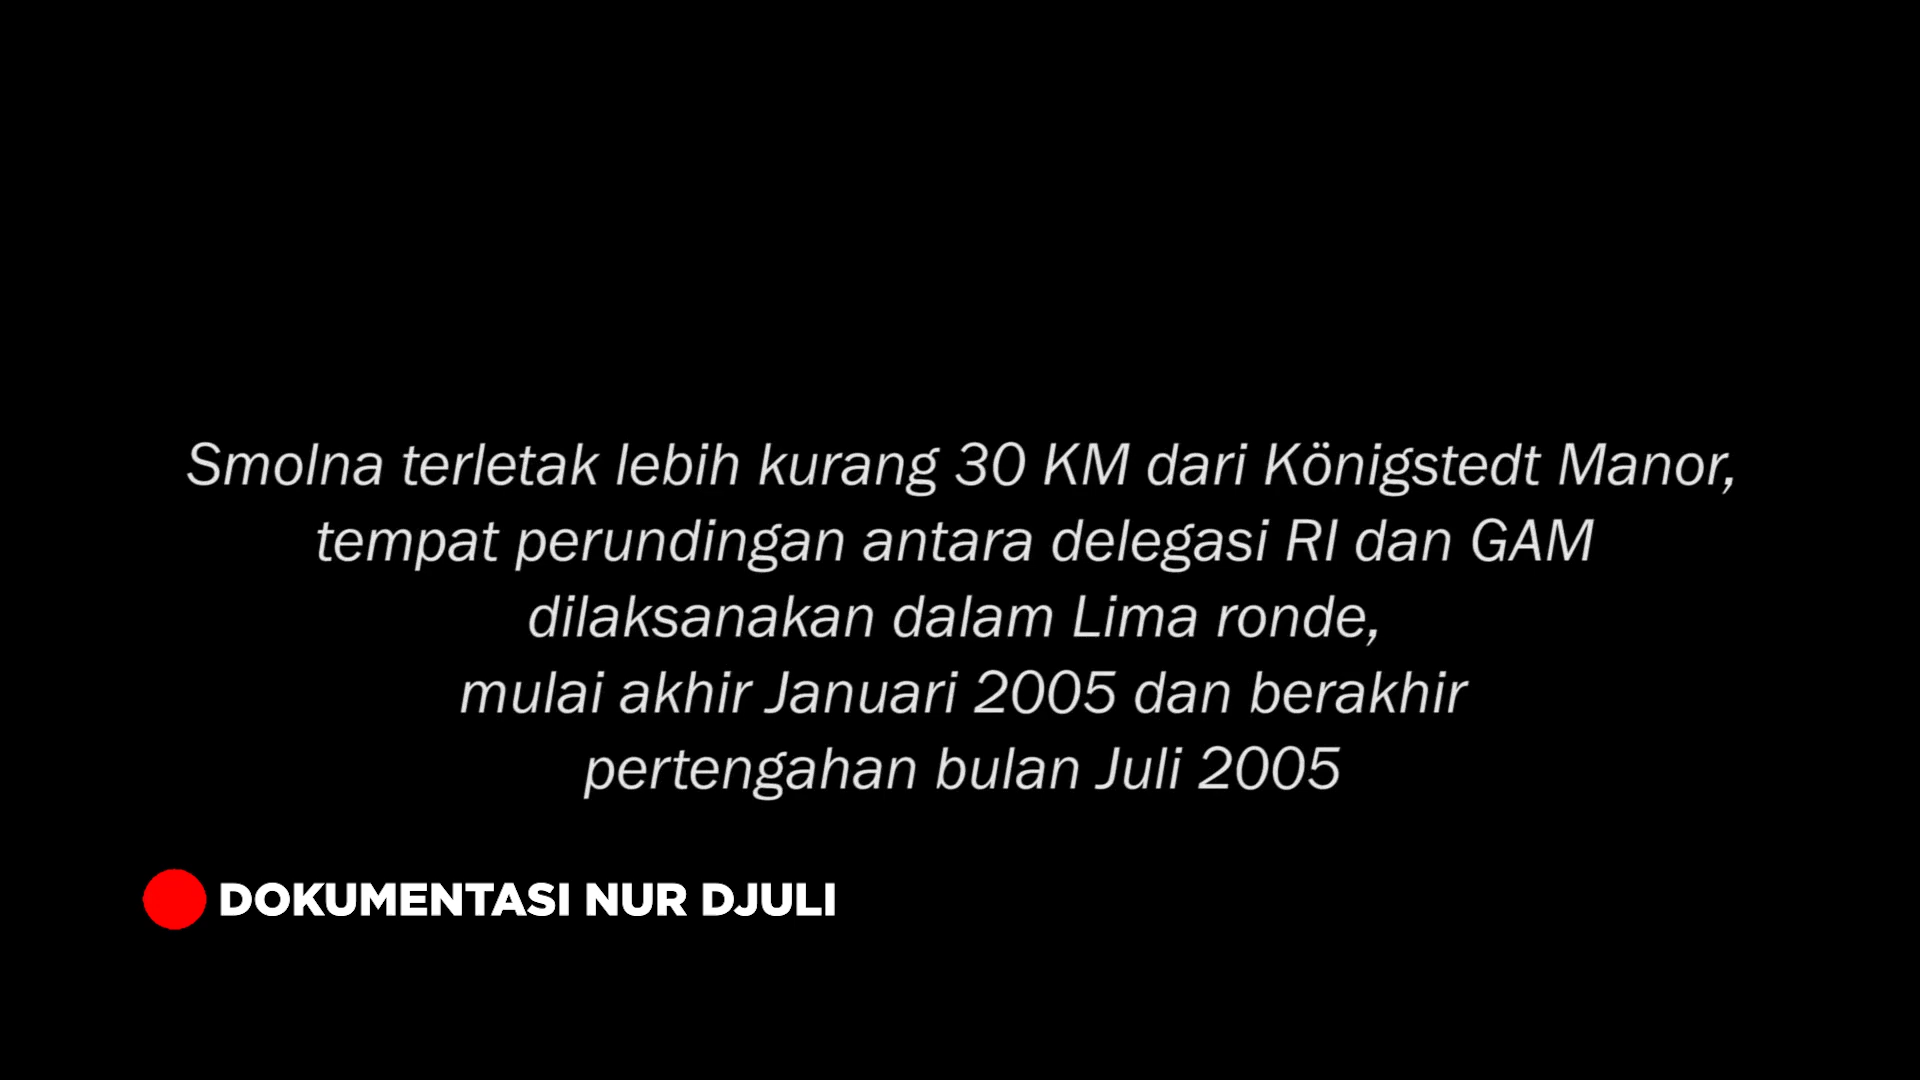 Smolna terletak lebih kurang 30 KM dari Königstedt Manor,
tempat perundingan antara delegasi RI dan GAM
dilaksanakan dalam Lima ronde,
mulai akhir Januari 2005 dan berakhir
pertengahan bulan Juli 2005
DOKUMENTASI NUR DJULI